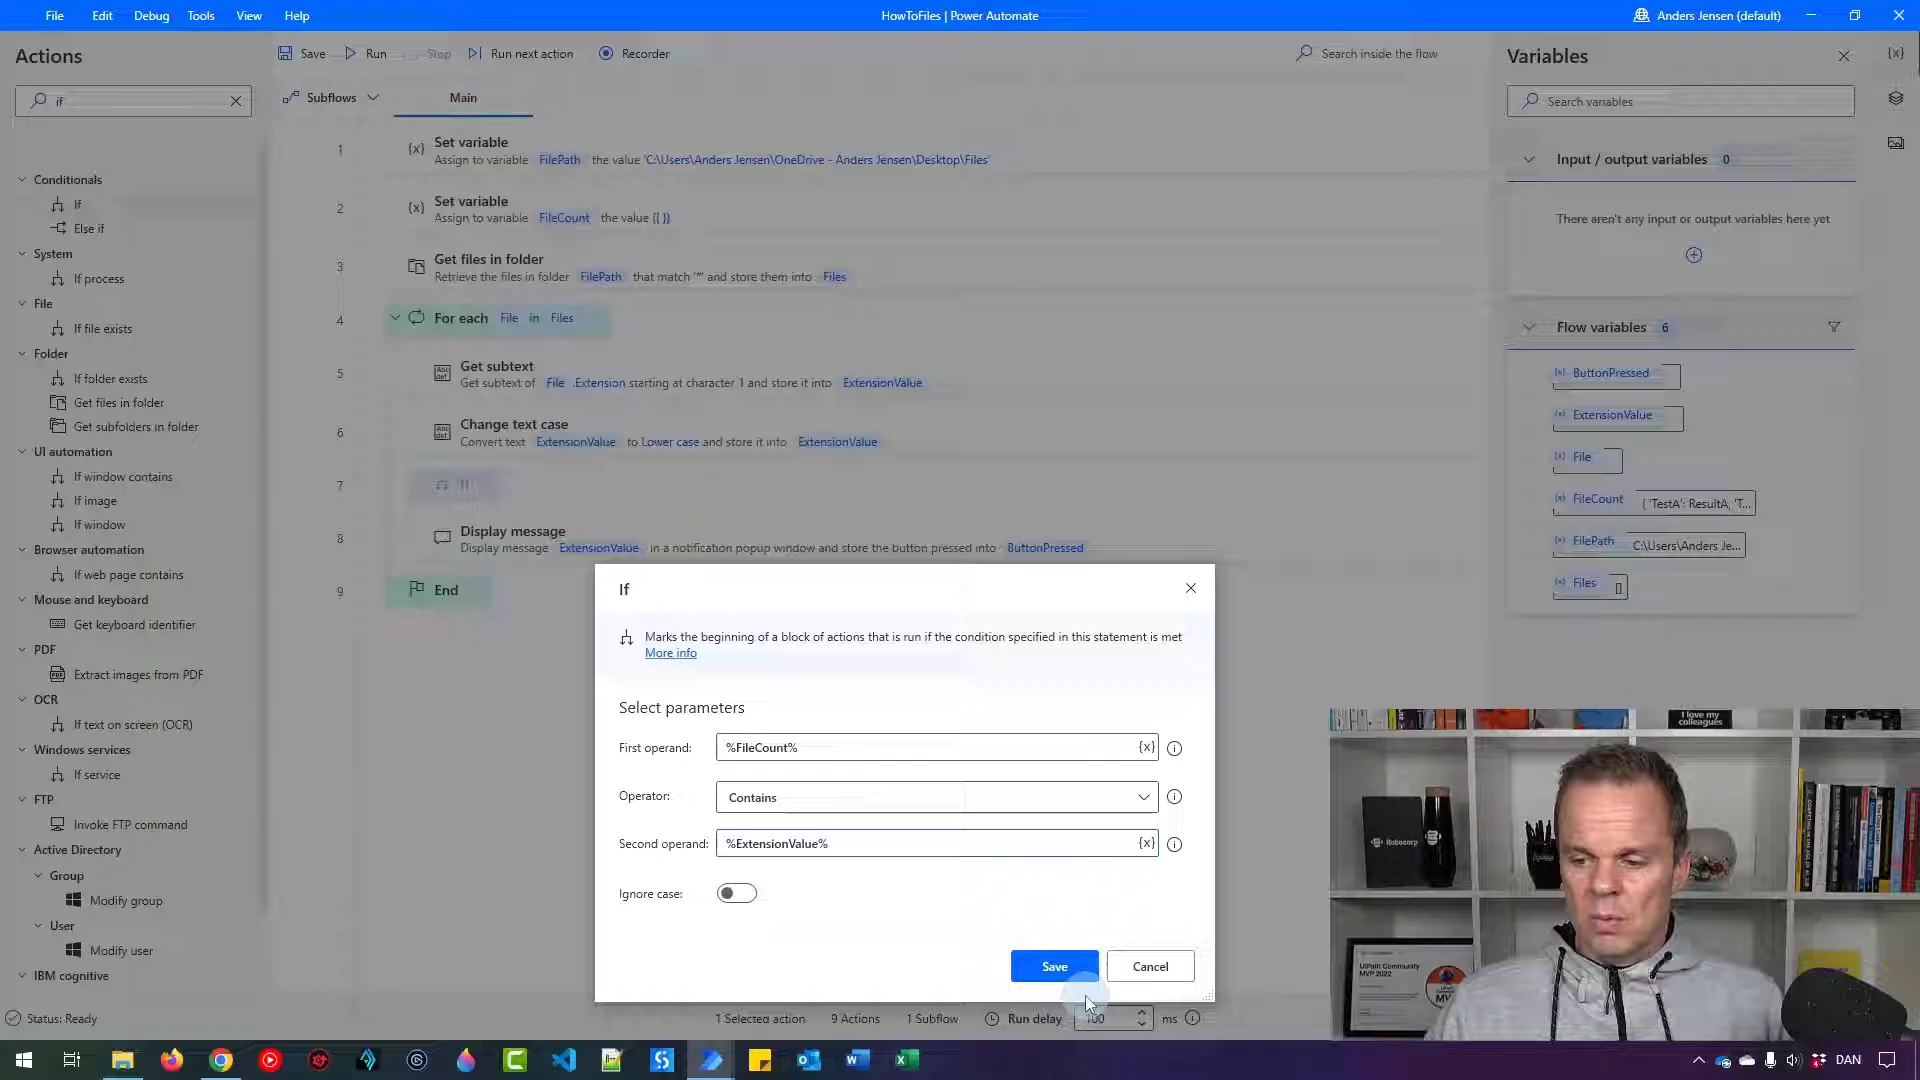 File Edit Debug Tools View Help
HowToFiles | Power Automate
Anders Jensen (default)
Actions
if
Conditionals
If
Else if
System
If process
File
If file exists
Folder
If folder exists
Get files in folder
Get subfolders in folder
UI automation
If window contains
If image
If window
Browser automation
If web page contains
Mouse and keyboard
Get keyboard identifier
PDF
Extract images from PDF
OCR
If text on screen (OCR)
Windows services
If service
FTP
Invoke FTP command
Active Directory
Group
Modify group
User
Modify user
IBM cognitive
Save Run Stop Run next action Recorder
Search inside the flow
Subflows Main
1 Set variable
Assign to variable FilePath the value 'C:\Users\Anders Jensen\OneDrive - Anders Jensen\Desktop\Files'
2 Set variable
Assign to variable FileCount the value {{ }}
3 Get files in folder
Retrieve the files in folder FilePath that match '*' and store them into Files
4 For each File in Files
5 Get subtext
Get subtext of File .Extension starting at character 1 and store it into ExtensionValue
6 Change text case
Convert text ExtensionValue to Lower case and store it into ExtensionValue
7 If
8 Display message
Display message ExtensionValue in a notification popup window and store the button pressed into ButtonPressed
9 End
If
Marks the beginning of a block of actions that is run if the condition specified in this statement is met
More info
Select parameters
First operand: %FileCount% {x}
Operator: Contains
Second operand: %ExtensionValue% {x}
Ignore case:
Save Cancel
Variables
Search variables
Input / output variables 0
There aren't any input or output variables here yet
Flow variables 6
ButtonPressed
ExtensionValue
File
FileCount { 'TestA': ResultA, 'T...
FilePath C:\Users\Anders Je...
Files []
I love my
colleagues
Robocorp
UiPath Community
MVP 2022
Status: Ready
1 Selected action 9 Actions 1 Subflow Run delay 100 ms
DAN